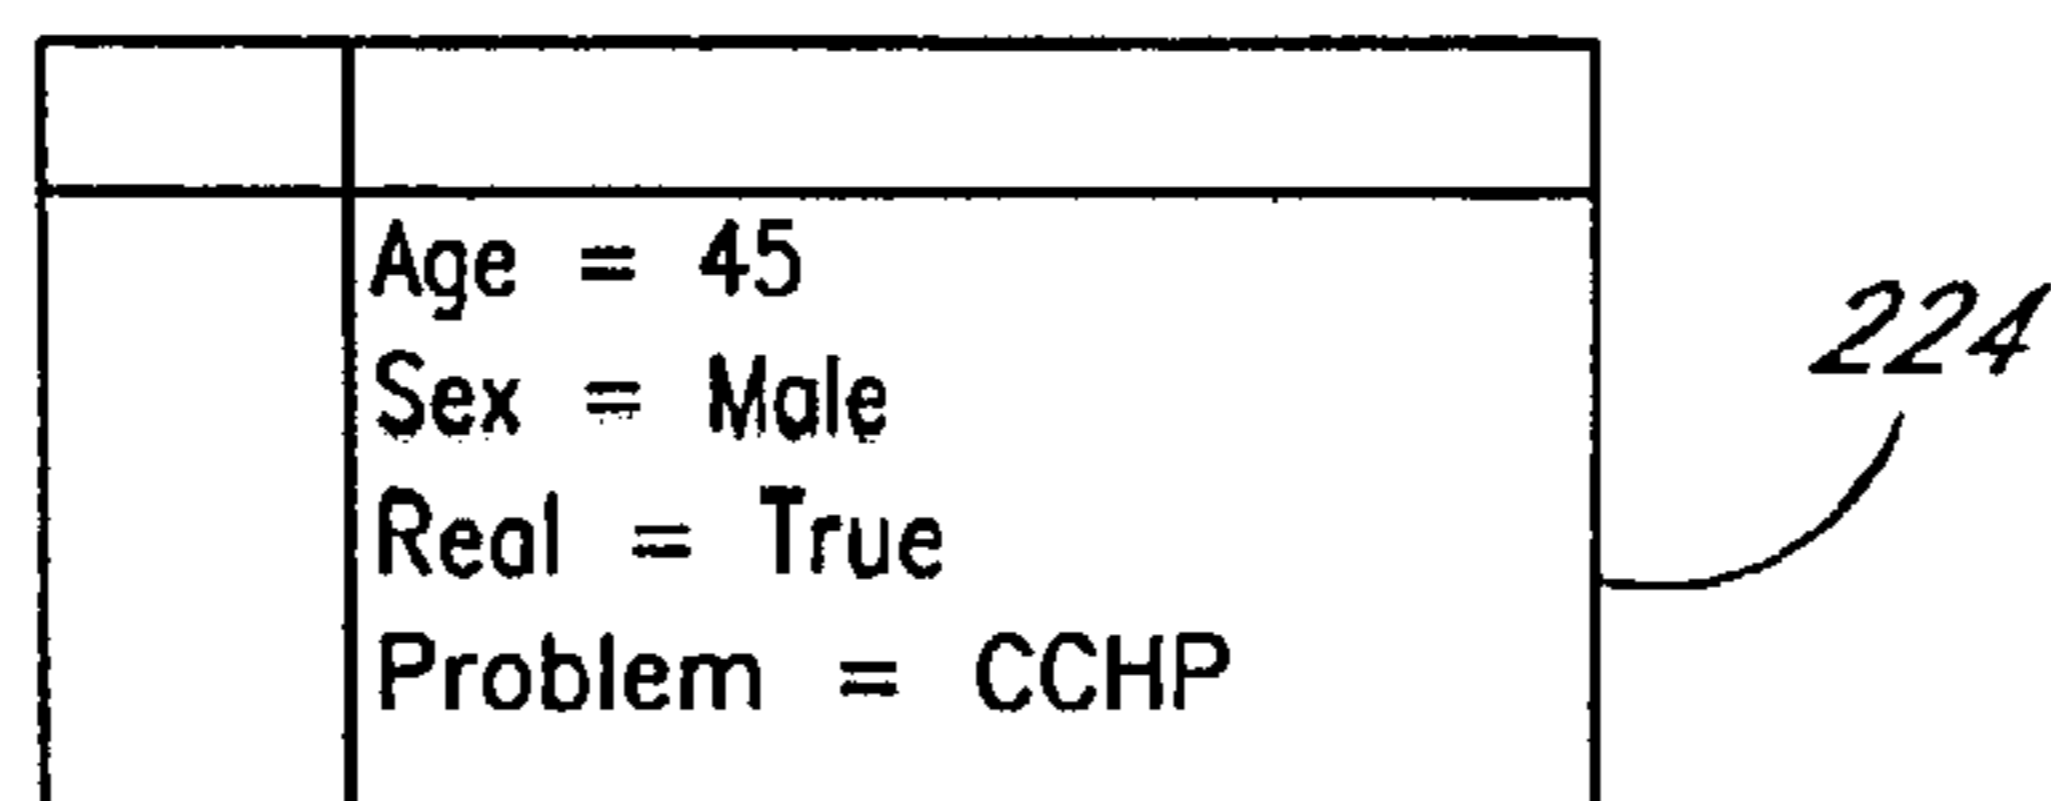 Age = 45
Sex = Male
Real = True
Problem = CCHP
224